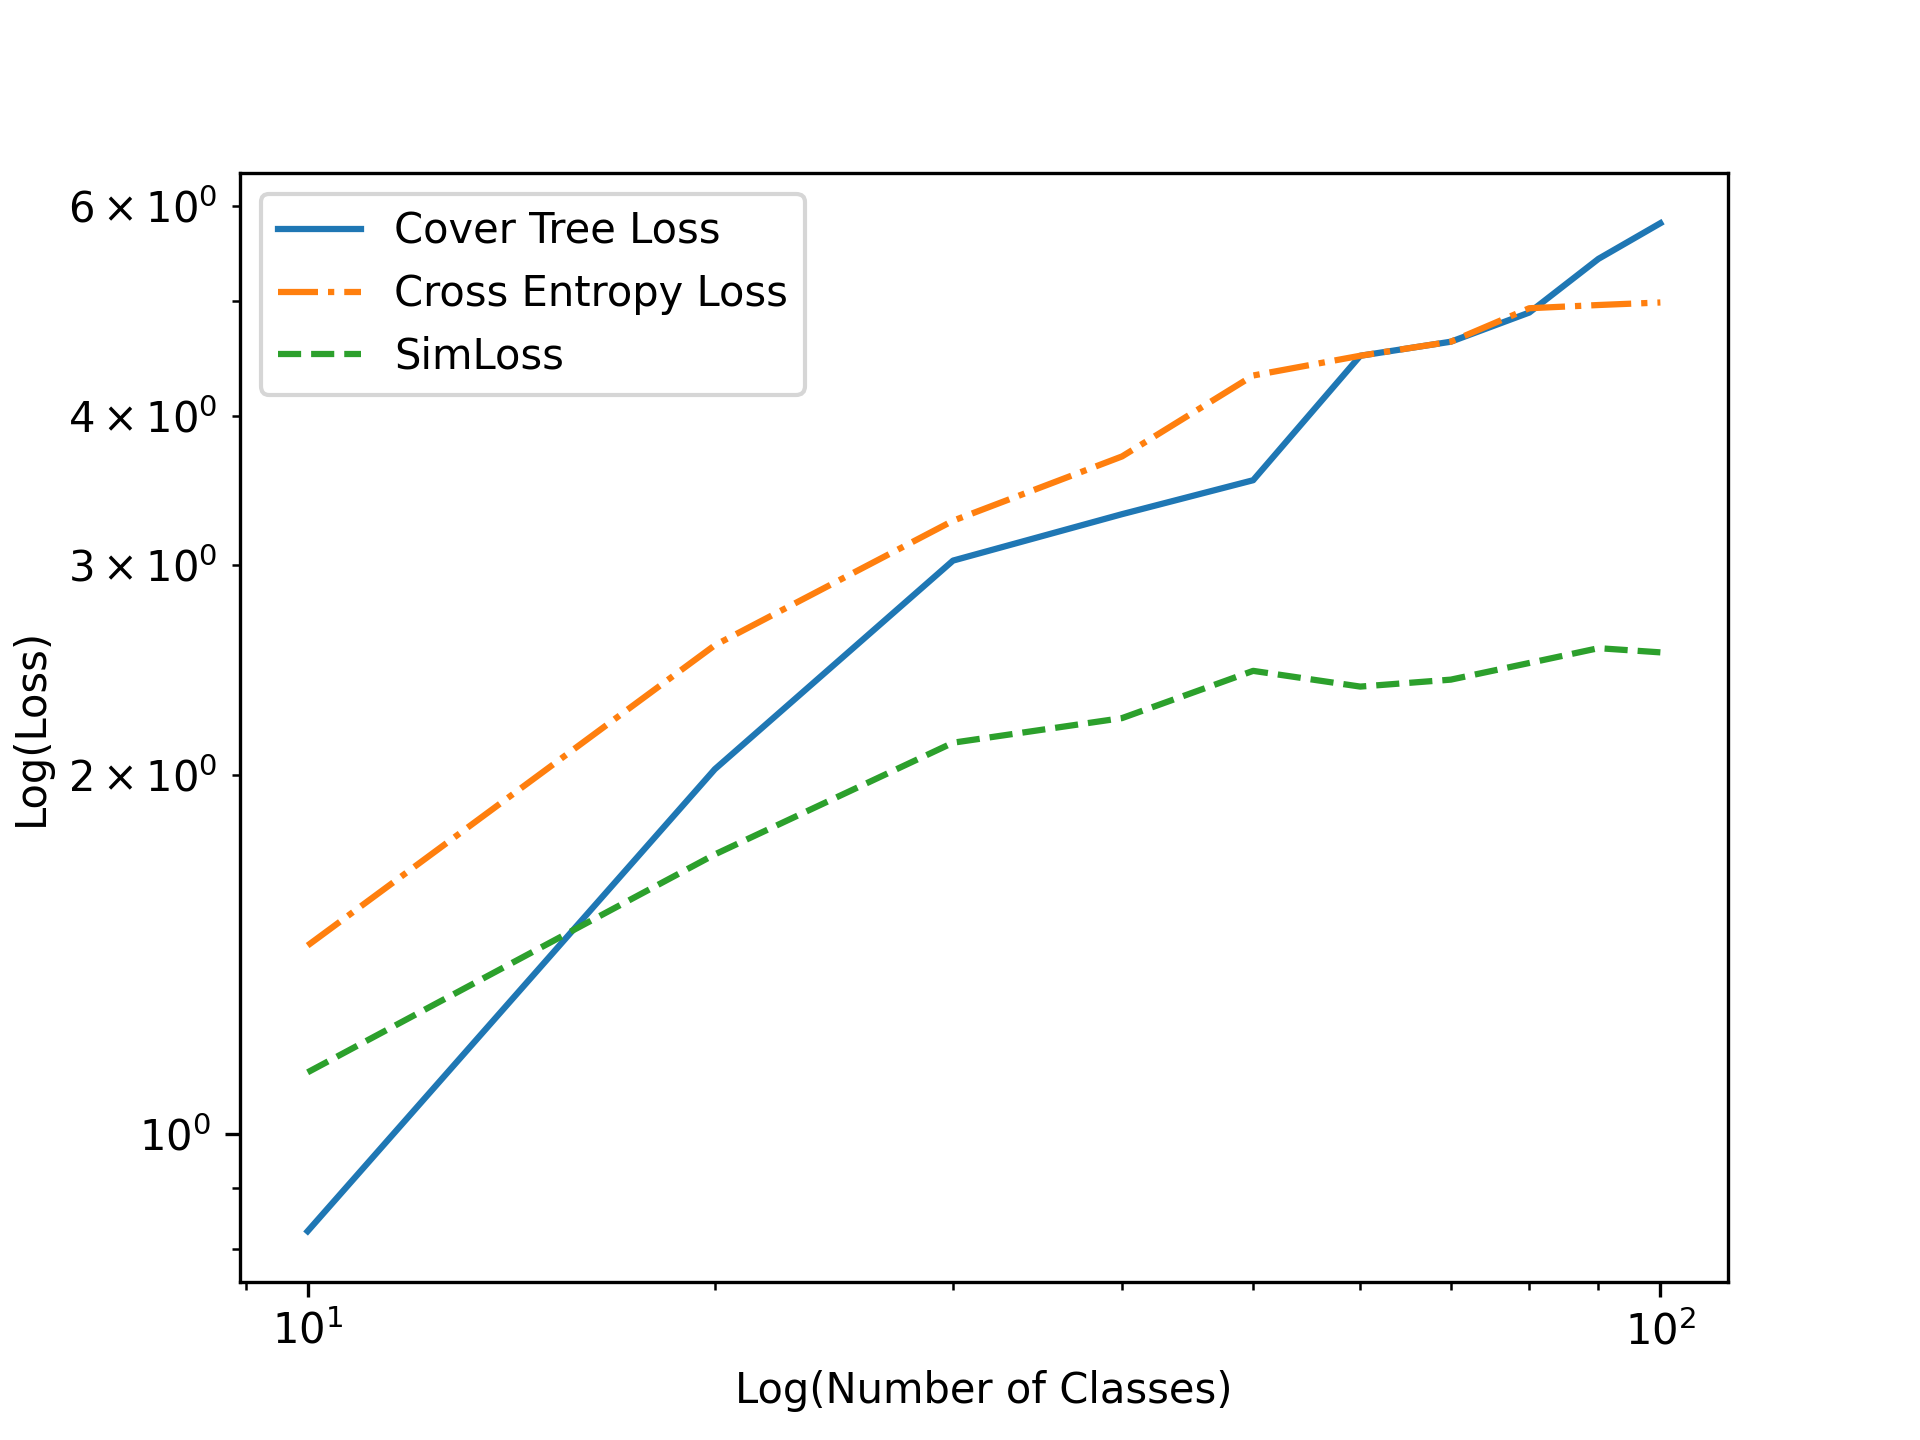 Cover Tree Loss
Cross Entropy Loss
SimLoss
6 × 10⁰
4 × 10⁰
3 × 10⁰
2 × 10⁰
10⁰
Log(Loss)
10¹
10²
Log(Number of Classes)